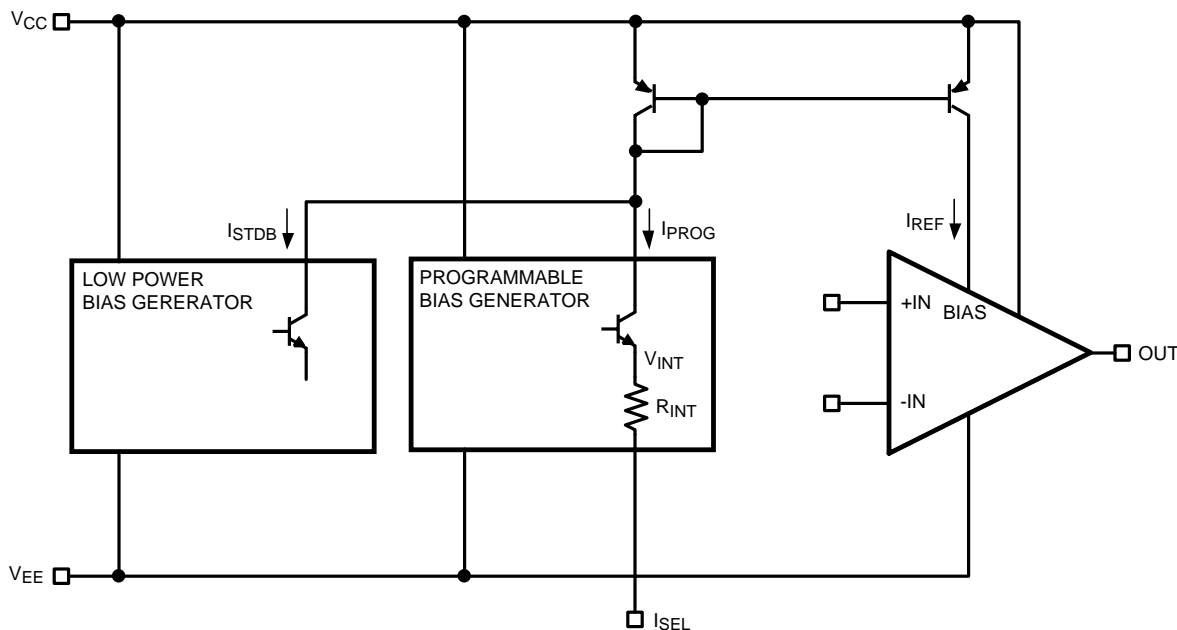 VCC
ISTDB
IPROG
IREF
LOW POWER
BIAS GERERATOR
PROGRAMMABLE
BIAS GENERATOR
VINT
RINT
+IN
BIAS
-IN
OUT
VEE
ISEL